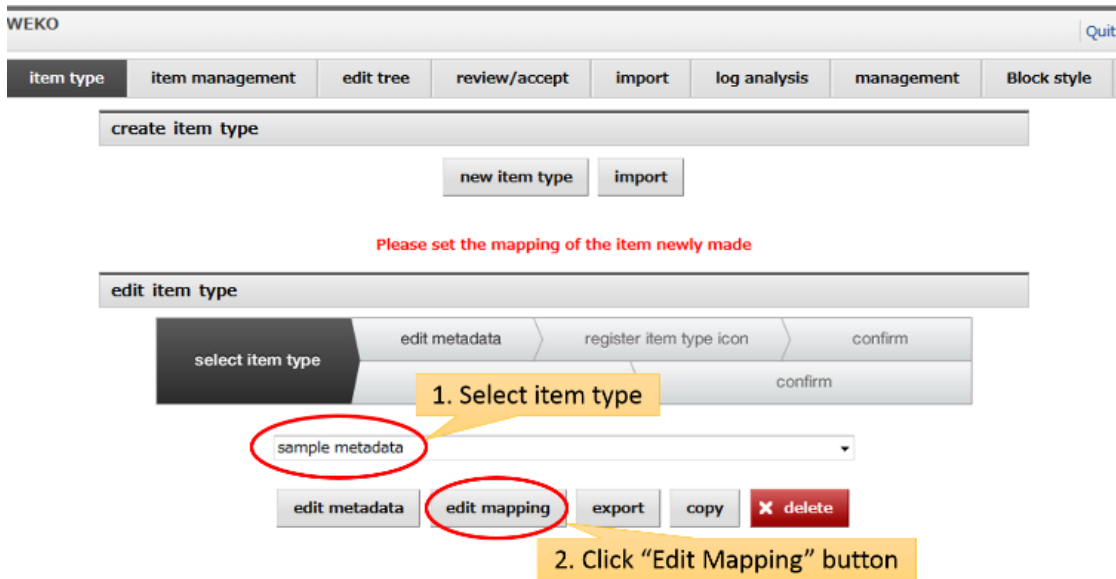 WEKO
Quit
item type item management edit tree review/accept import log analysis management Block style
create item type
new item type import
Please set the mapping of the item newly made
edit item type
select item type
edit metadata register item type icon confirm
confirm
1. Select item type
sample metadata
edit metadata edit mapping export copy X delete
2. Click “Edit Mapping” button